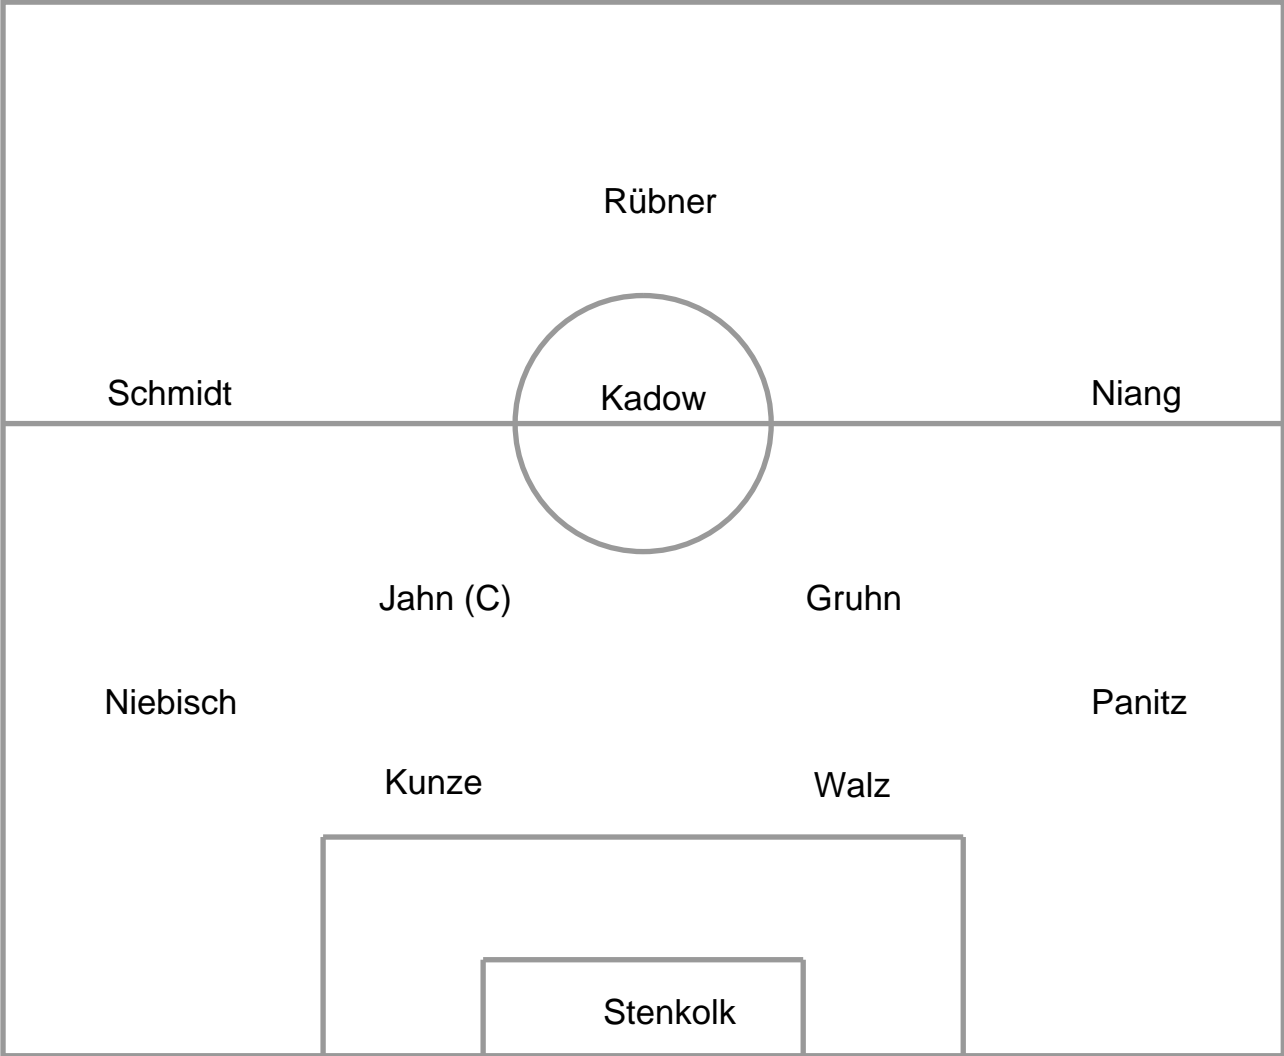 Rübner
Schmidt
Kadow
Niang
Jahn (C)
Gruhn
Niebisch
Panitz
Kunze
Walz
Stenkolk